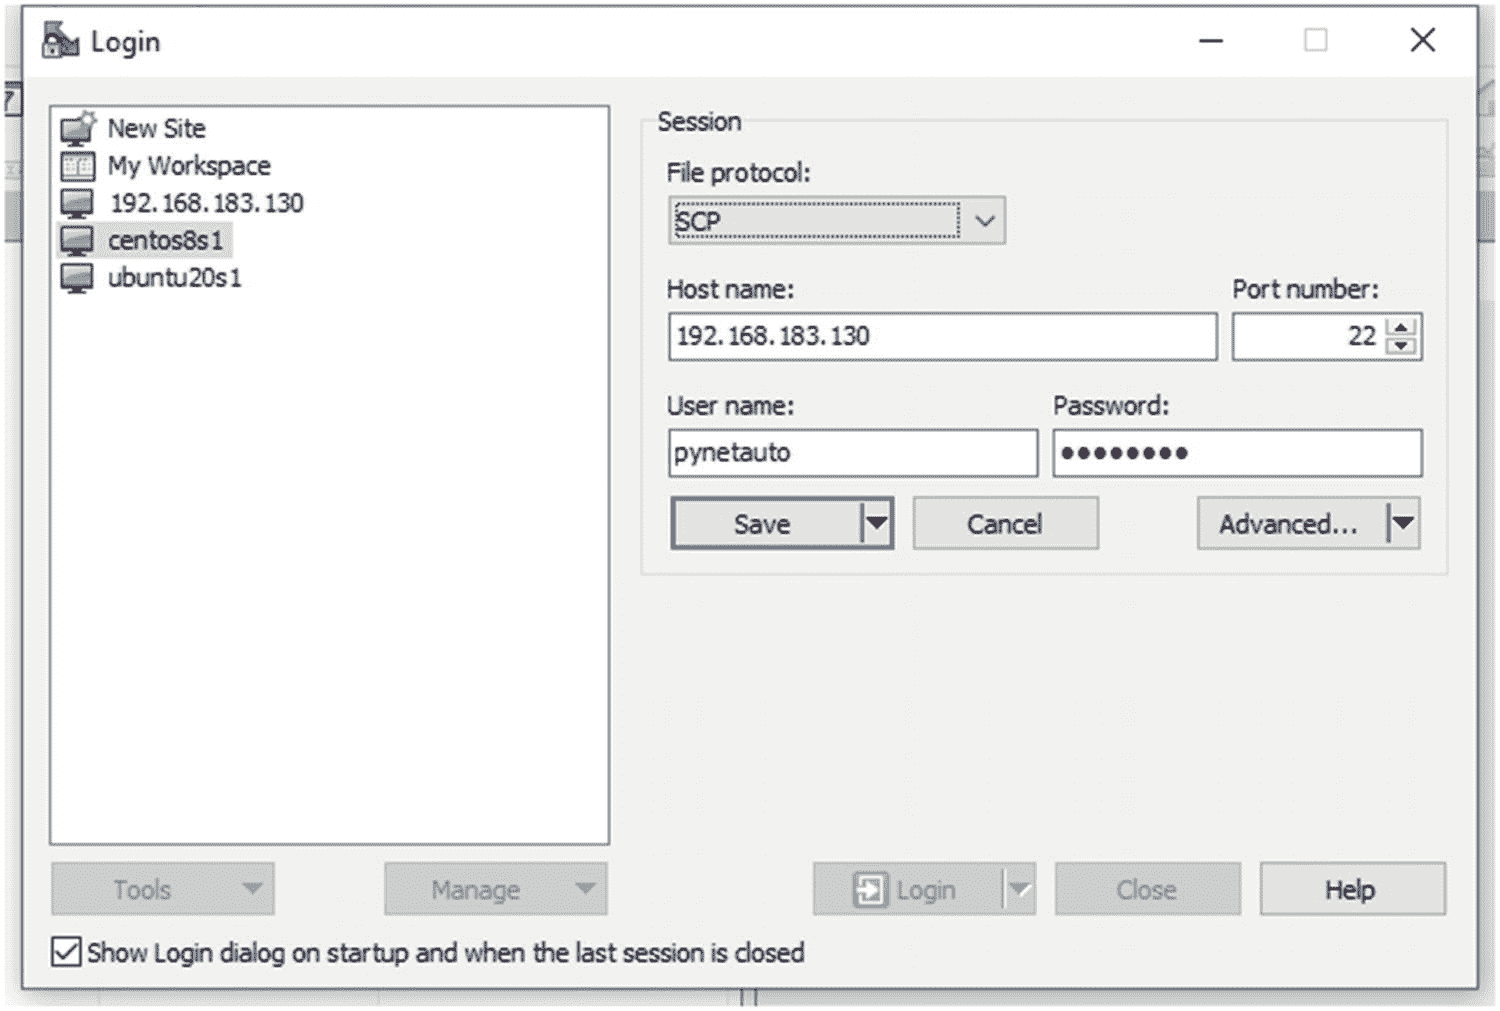 Login
New Site
My Workspace
192.168.183.130
centos8s1
ubuntu20s1
Session
File protocol:
SCP
Host name: Port number:
192.168.183.130 22
User name: Password:
pynetauto ●●●●●●●●
Save Cancel Advanced...
Tools Manage Login Close Help
Show Login dialog on startup and when the last session is closed